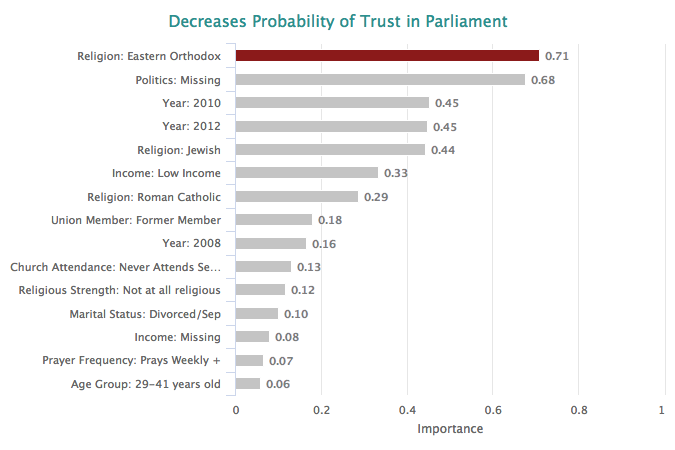 Decreases Probability of Trust in Parliament
Religion: Eastern Orthodox 0.71
Politics: Missing 0.68
Year: 2010 0.45
Year: 2012 0.45
Religion: Jewish 0.44
Income: Low Income 0.33
Religion: Roman Catholic 0.29
Union Member: Former Member 0.18
Year: 2008 0.16
Church Attendance: Never Attends Se... 0.13
Religious Strength: Not at all religious 0.12
Marital Status: Divorced/Sep 0.10
Income: Missing 0.08
Prayer Frequency: Prays Weekly + 0.07
Age Group: 29-41 years old 0.06
0 0.2 0.4 0.6 0.8 1
Importance